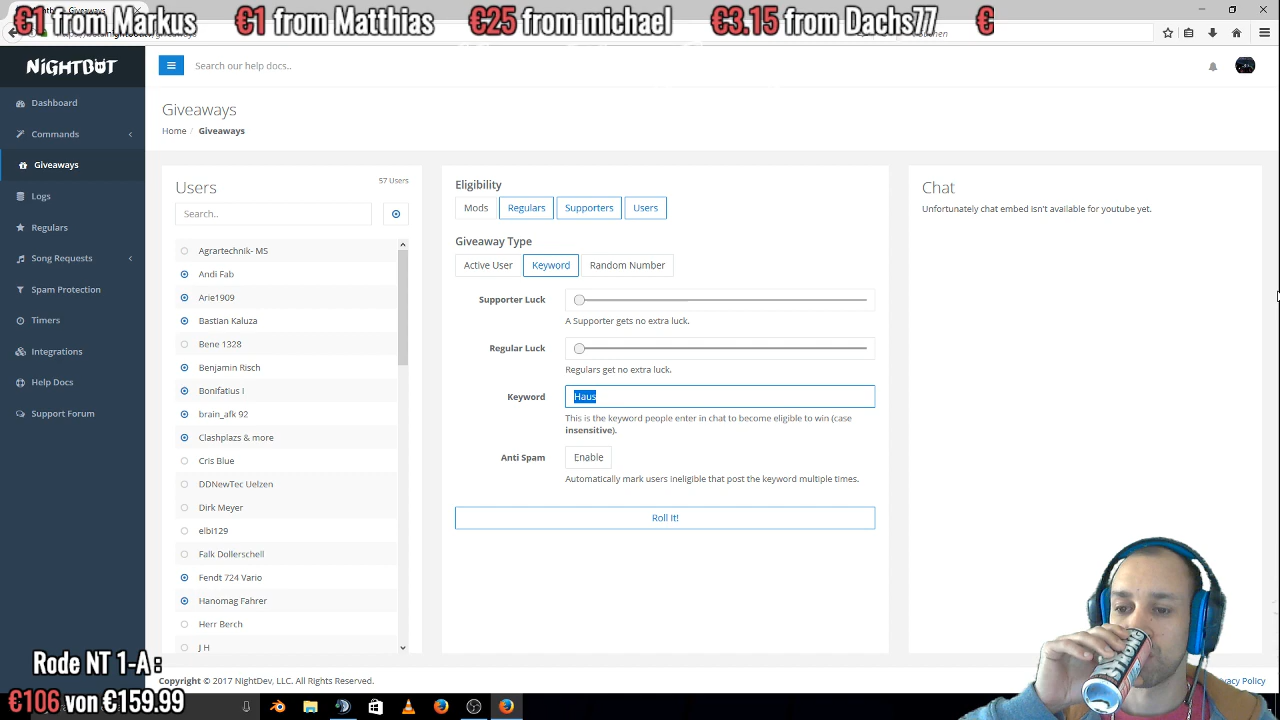 €1 from Markus €1 from Matthias €25 from michael €3.15 from Dachs77 €
NiGHTBOT
Search our help docs..
Dashboard
Commands
Giveaways
Logs
Regulars
Song Requests
Spam Protection
Timers
Integrations
Help Docs
Support Forum
Giveaways
Home / Giveaways
Users
57 Users
Search..
Agrartechnik- MS
Andi Fab
Arie1909
Bastian Kaluza
Bene 1328
Benjamin Risch
Bonifatius I
brain_afk 92
Clashplazs & more
Cris Blue
DDNewTec Uelzen
Dirk Meyer
elbi129
Falk Dollerschell
Fendt 724 Vario
Hanomag Fahrer
Herr Berch
J H
Eligibility
Mods Regulars Supporters Users
Giveaway Type
Active User Keyword Random Number
Supporter Luck
A Supporter gets no extra luck.
Regular Luck
Regulars get no extra luck.
Keyword Haus
This is the keyword people enter in chat to become eligible to win (case
insensitive).
Anti Spam Enable
Automatically mark users ineligible that post the keyword multiple times.
Roll It!
Chat
Unfortunately chat embed isn't available for youtube yet.
Rode NT 1-A :
€106 von €159.99
Copyright © 2017 NightDev, LLC. All Rights Reserved.
Privacy Policy